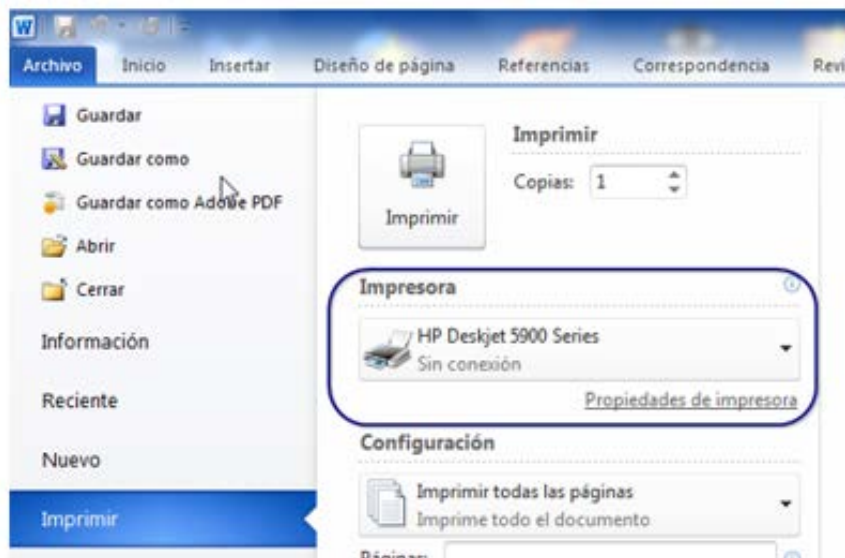 Archivo Inicio Insertar Diseño de página Referencias Correspondencia Revi
Guardar
Guardar como
Guardar como Adobe PDF
Abrir
Cerrar
Información
Reciente
Nuevo
Imprimir
Imprimir
Imprimir
Copias: 1
Impresora
HP Deskjet 5900 Series
Sin conexión
Propiedades de impresora
Configuración
Imprimir todas las páginas
Imprime todo el documento
Páginas: